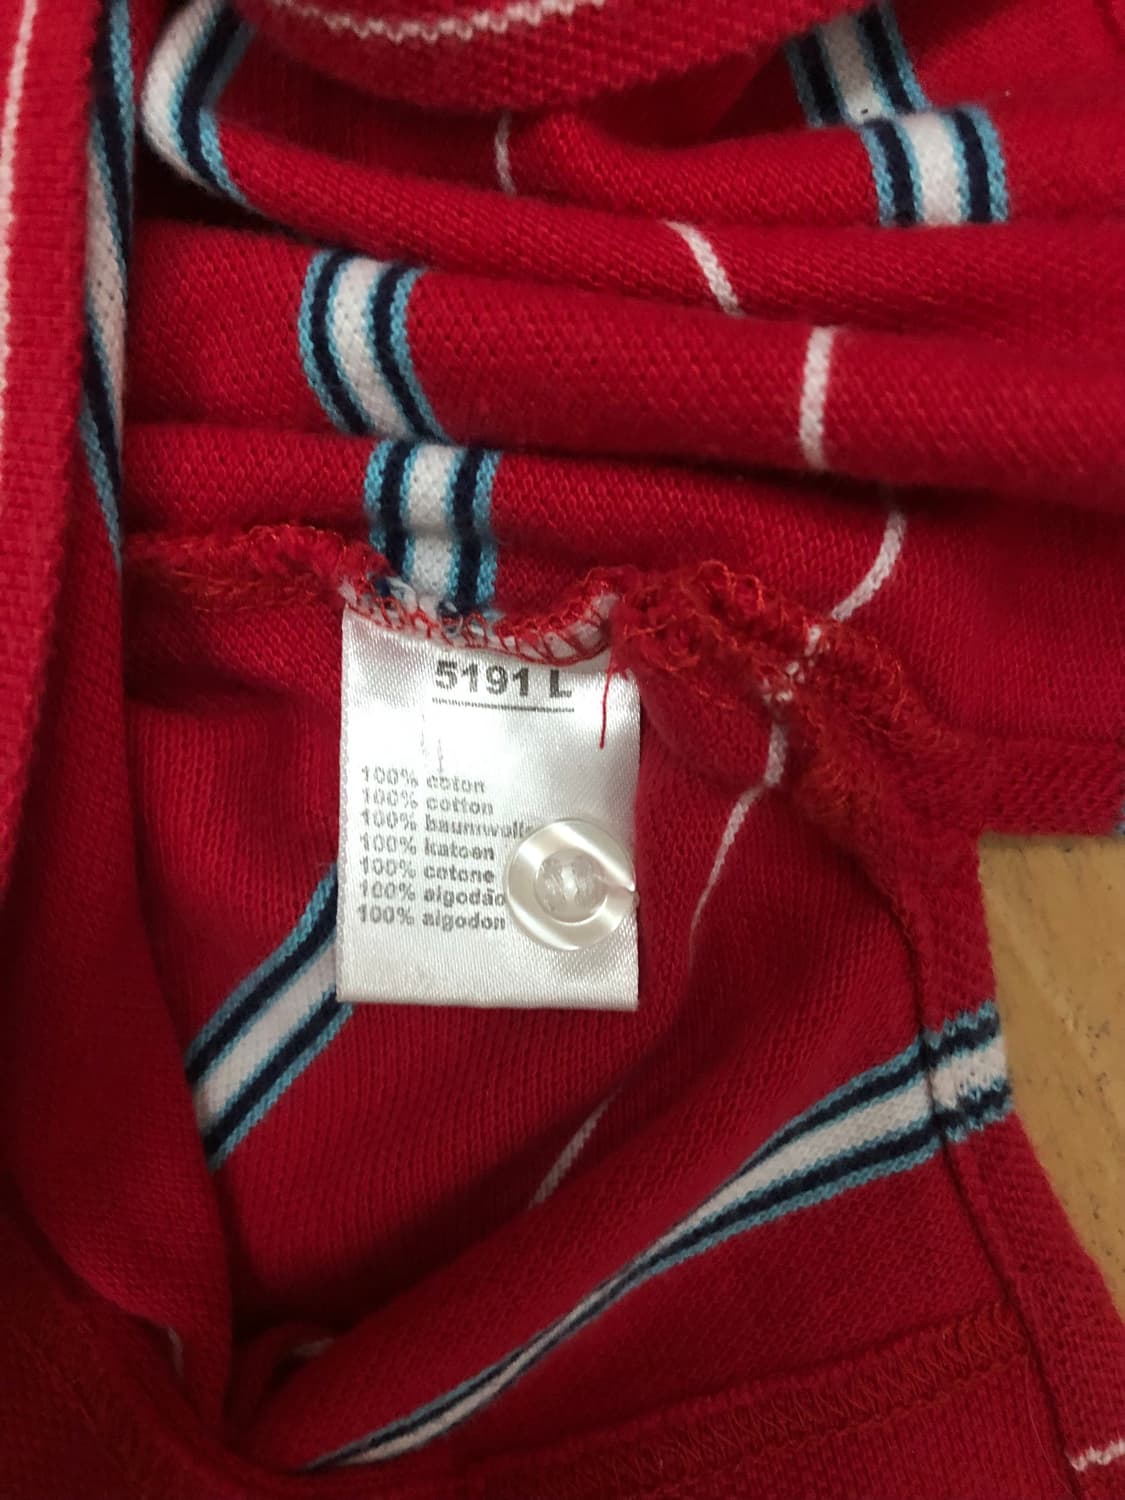 5191 L
100% coton
100% cotton
100% baumwolle
100% katoen
100% cotone
100% algodão
100% algodon